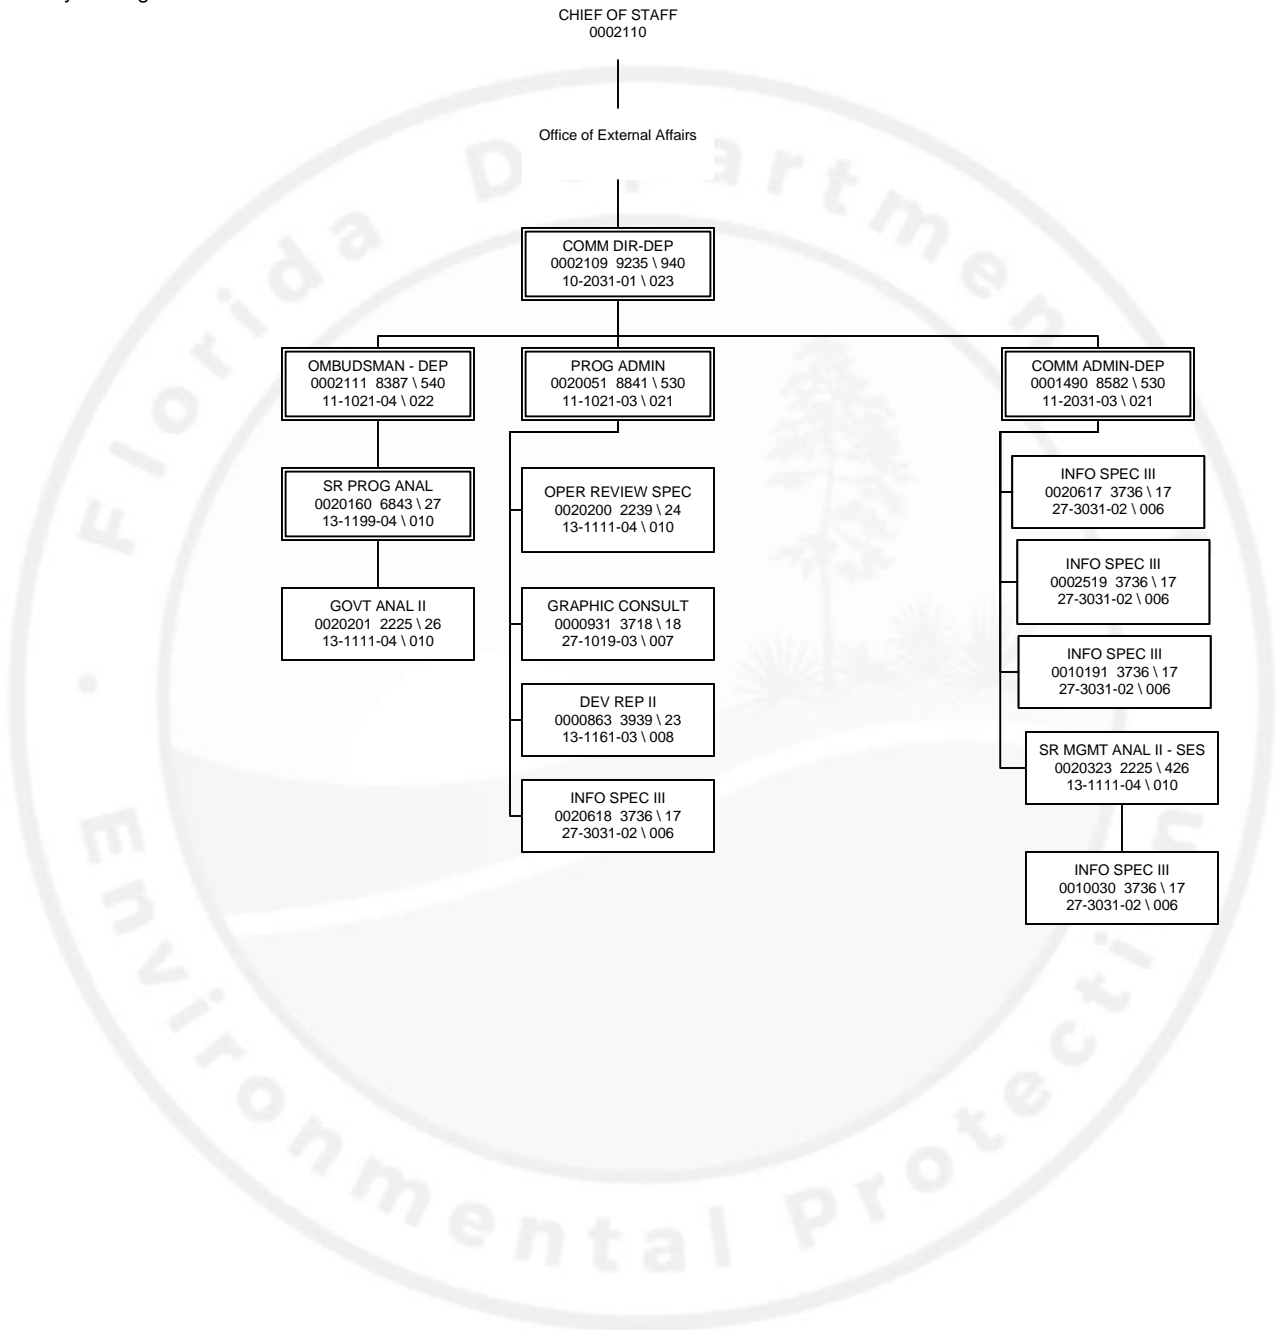 CHIEF OF STAFF
0002110
Office of External Affairs
COMM DIR-DEP
0002109 9235 \ 940
10-2031-01 \ 023
OMBUDSMAN - DEP
0002111 8387 \ 540
11-1021-04 \ 022
PROG ADMIN
0020051 8841 \ 530
11-1021-03 \ 021
COMM ADMIN-DEP
0001490 8582 \ 530
11-2031-03 \ 021
SR PROG ANAL
0020160 6843 \ 27
13-1199-04 \ 010
GOVT ANAL II
0020201 2225 \ 26
13-1111-04 \ 010
OPER REVIEW SPEC
0020200 2239 \ 24
13-1111-04 \ 010
GRAPHIC CONSULT
0000931 3718 \ 18
27-1019-03 \ 007
DEV REP II
0000863 3939 \ 23
13-1161-03 \ 008
INFO SPEC III
0020618 3736 \ 17
27-3031-02 \ 006
INFO SPEC III
0020617 3736 \ 17
27-3031-02 \ 006
INFO SPEC III
0002519 3736 \ 17
27-3031-02 \ 006
INFO SPEC III
0010191 3736 \ 17
27-3031-02 \ 006
SR MGMT ANAL II - SES
0020323 2225 \ 426
13-1111-04 \ 010
INFO SPEC III
0010030 3736 \ 17
27-3031-02 \ 006
Florida Department
Environmental Protection